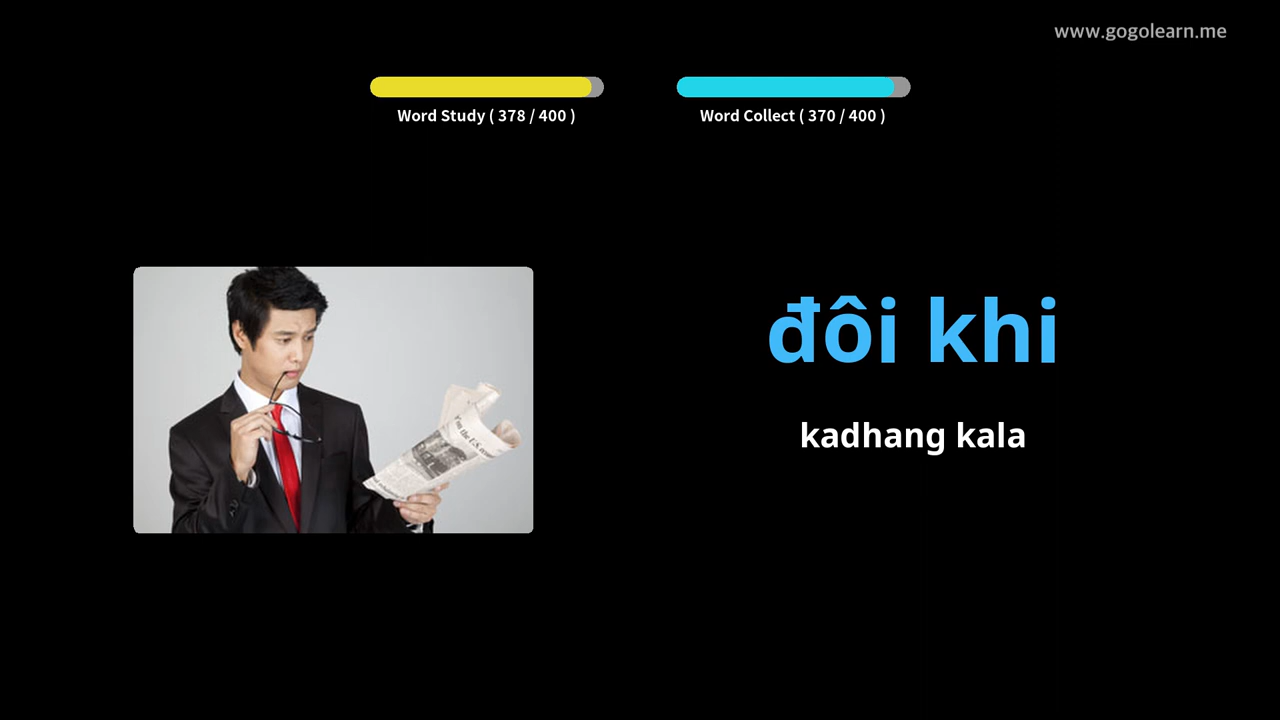 www.gogolearn.me
Word Study ( 378 / 400 )
Word Collect ( 370 / 400 )
đôi khi
kadhang kala